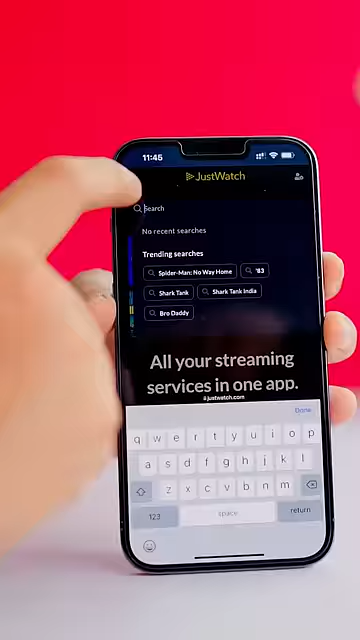 11:45
JustWatch
Search
No recent searches
Trending searches
Spider-Man: No Way Home
'83
Shark Tank
Shark Tank India
Bro Daddy
All your streaming
services in one app.
justwatch.com
Done
q w e r t y u i o p
a s d f g h j k l
z x c v b n m
123 space return